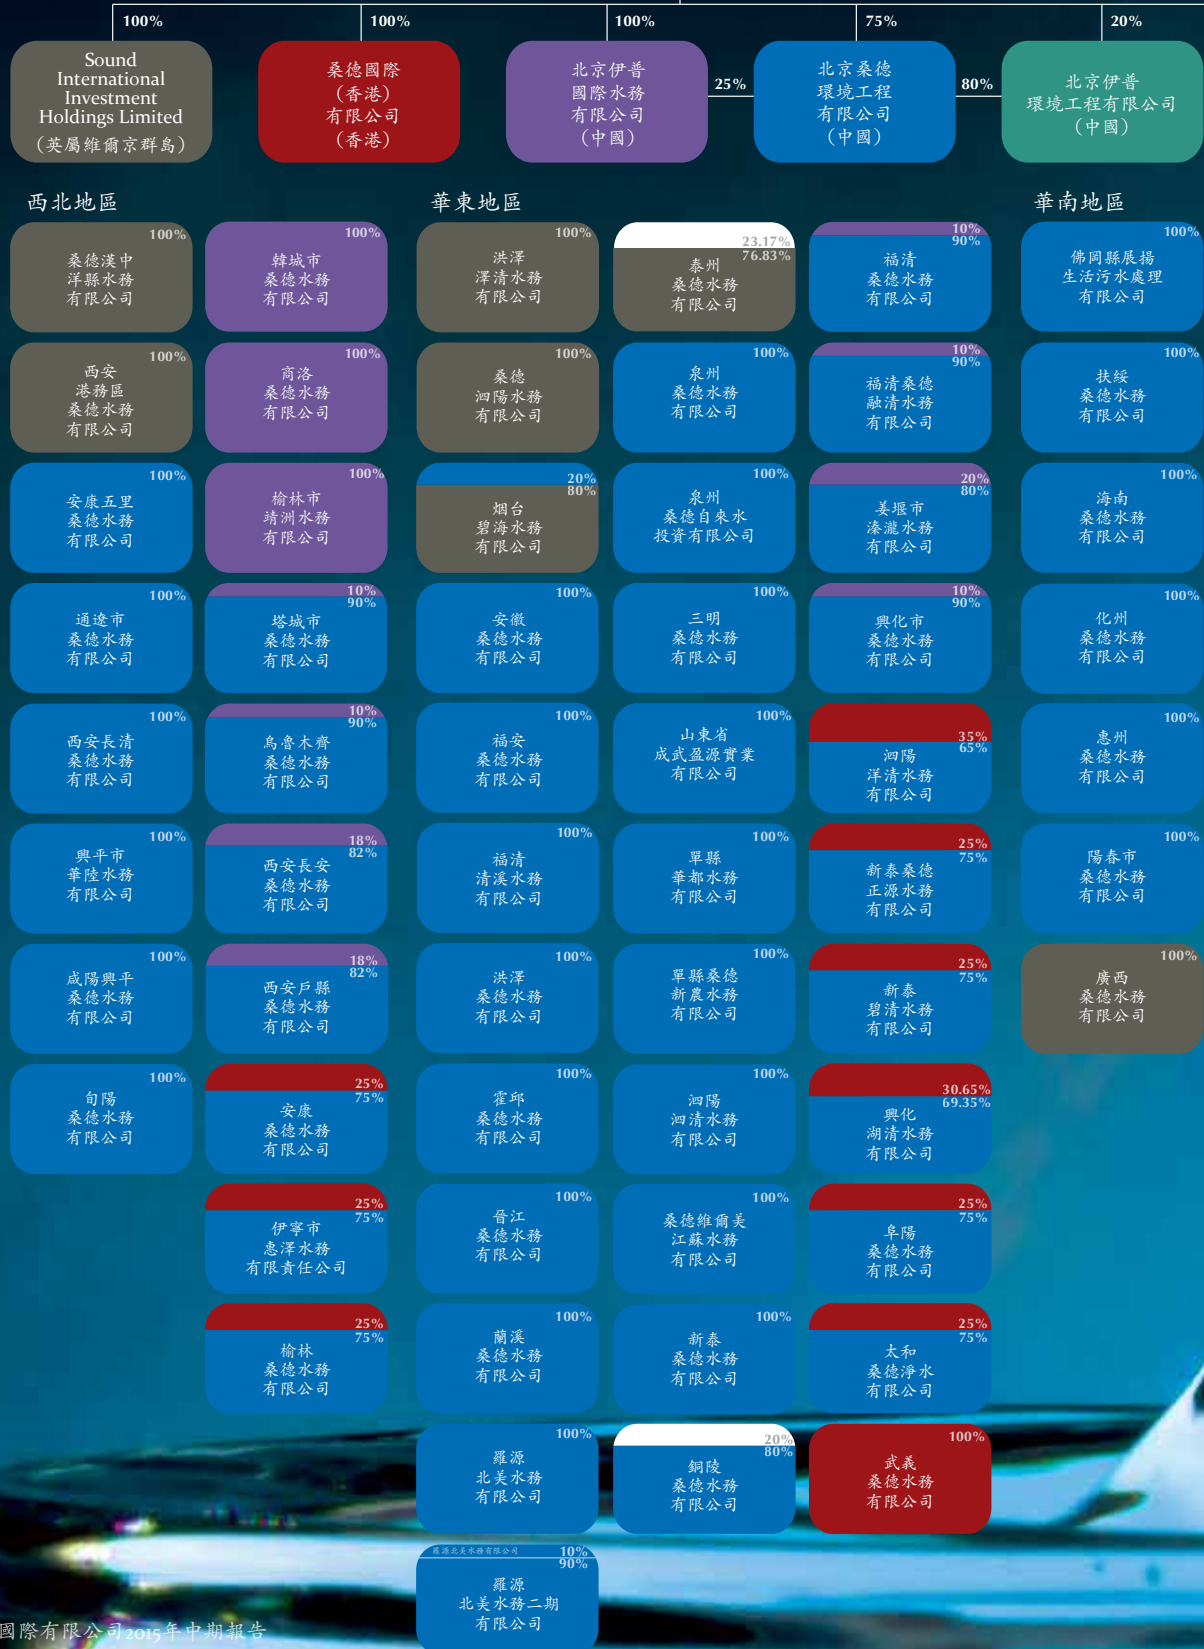 100%
100%
100%
75%
20%
Sound
International
Investment
Holdings Limited
(英屬維爾京群島)
桑德國際
(香港)
有限公司
(香港)
北京伊普
國際水務
有限公司
(中國)
25%
北京桑德
環境工程
有限公司
(中國)
80%
北京伊普
環境工程有限公司
(中國)
西北地區
100%
桑德漢中
洋縣水務
有限公司
100%
西安
港務區
桑德水務
有限公司
100%
安康五里
桑德水務
有限公司
100%
通遼市
桑德水務
有限公司
100%
西安長清
桑德水務
有限公司
100%
興平市
華陸水務
有限公司
100%
咸陽興平
桑德水務
有限公司
100%
旬陽
桑德水務
有限公司
100%
韓城市
桑德水務
有限公司
100%
商洛
桑德水務
有限公司
100%
榆林市
靖洲水務
有限公司
10%
90%
塔城市
桑德水務
有限公司
10%
90%
烏魯木齊
桑德水務
有限公司
18%
82%
西安長安
桑德水務
有限公司
18%
82%
西安戶縣
桑德水務
有限公司
25%
75%
安康
桑德水務
有限公司
25%
75%
伊寧市
惠澤水務
有限責任公司
25%
75%
榆林
桑德水務
有限公司
華東地區
100%
洪澤
澤清水務
有限公司
100%
桑德
泗陽水務
有限公司
20%
80%
烟台
碧海水務
有限公司
100%
安徽
桑德水務
有限公司
100%
福安
桑德水務
有限公司
100%
福清
清溪水務
有限公司
100%
洪澤
桑德水務
有限公司
100%
霍邱
桑德水務
有限公司
100%
晉江
桑德水務
有限公司
100%
蘭溪
桑德水務
有限公司
100%
羅源
北美水務
有限公司
羅源北美水務有限公司
10%
90%
羅源
北美水務二期
有限公司
23.17%
76.83%
泰州
桑德水務
有限公司
100%
泉州
桑德水務
有限公司
100%
泉州
桑德自來水
投資有限公司
100%
三明
桑德水務
有限公司
100%
山東省
成武盈源實業
有限公司
100%
單縣
華都水務
有限公司
100%
單縣桑德
新農水務
有限公司
100%
泗陽
泗清水務
有限公司
100%
桑德維爾美
江蘇水務
有限公司
100%
新泰
桑德水務
有限公司
20%
80%
銅陵
桑德水務
有限公司
10%
90%
福清
桑德水務
有限公司
10%
90%
福清桑德
融清水務
有限公司
20%
80%
姜堰市
溱瀧水務
有限公司
10%
90%
興化市
桑德水務
有限公司
35%
65%
泗陽
洋清水務
有限公司
25%
75%
新泰桑德
正源水務
有限公司
25%
75%
新泰
碧清水務
有限公司
30.65%
69.35%
興化
湖清水務
有限公司
25%
75%
阜陽
桑德水務
有限公司
25%
75%
太和
桑德淨水
有限公司
100%
武義
桑德水務
有限公司
華南地區
100%
佛岡縣展揚
生活污水處理
有限公司
100%
扶綏
桑德水務
有限公司
100%
海南
桑德水務
有限公司
100%
化州
桑德水務
有限公司
100%
惠州
桑德水務
有限公司
100%
陽春市
桑德水務
有限公司
100%
廣西
桑德水務
有限公司
國際有限公司2015年中期報告